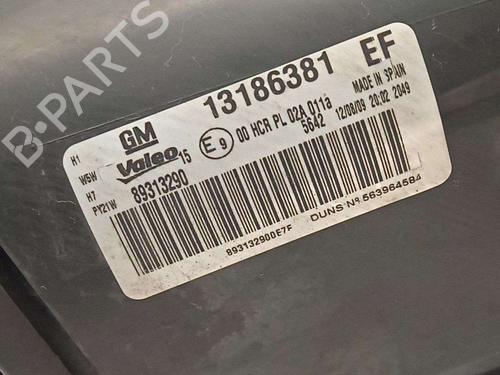 B-PARTS
13186381 EF
GM
Valeo 15 E9 00 HCR PL 02A 011a
5642 12/08/09 20:02 2049
MADE IN SPAIN
H1
W5W
H7
PY21W
89313290
893132900E7F
DUNS Nº 563964584